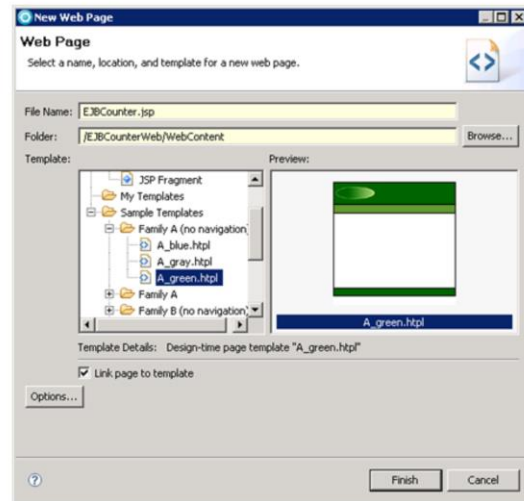 New Web Page
Web Page
Select a name, location, and template for a new web page.
File Name: EJBCounter.jsp
Folder: /EJBCounterWeb/WebContent Browse...
Template: Preview:
JSP Fragment
My Templates
Sample Templates
Family A (no navigation)
A_blue.htpl
A_gray.htpl
A_green.htpl
Family A
Family B (no navigation)
A_green.htpl
Template Details: Design-time page template "A_green.htpl"
Link page to template
Options...
?
Finish Cancel